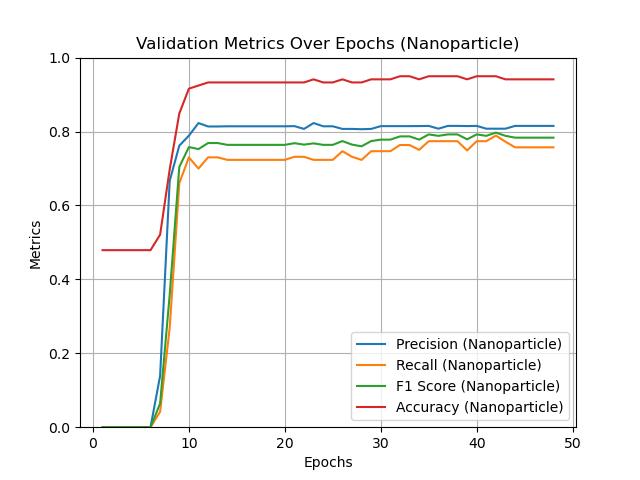 Validation Metrics Over Epochs (Nanoparticle)
1.0
0.8
0.6
0.4
0.2
0.0
Metrics
0 10 20 30 40 50
Epochs
Precision (Nanoparticle)
Recall (Nanoparticle)
F1 Score (Nanoparticle)
Accuracy (Nanoparticle)